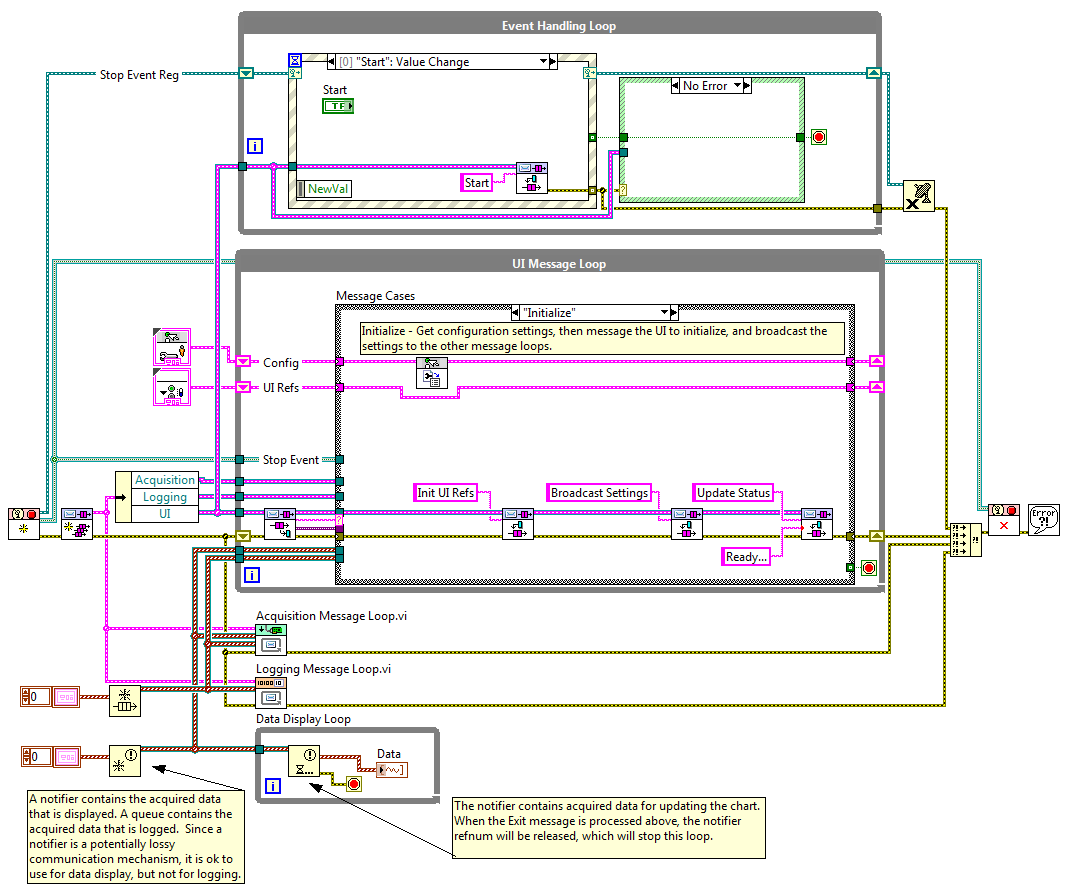 Event Handling Loop
[0] "Start": Value Change
Stop Event Reg
Start
TF
No Error
i
Start
NewVal
?
UI Message Loop
Message Cases
"Initialize"
Initialize - Get configuration settings, then message the UI to initialize, and broadcast the
settings to the other message loops.
Config
UI Refs
Stop Event
Acquisition
Logging
UI
Init UI Refs
Broadcast Settings
Update Status
?
Ready...
i
Error
?!
?!
Acquisition Message Loop.vi
Logging Message Loop.vi
0
Data Display Loop
0
Data
i
A notifier contains the acquired data
that is displayed. A queue contains the
acquired data that is logged.  Since a
notifier is a potentially lossy
communication mechanism, it is ok to
use for data display, but not for logging.
The notifier contains acquired data for updating the chart.
When the Exit message is processed above, the notifier
refnum will be released, which will stop this loop.